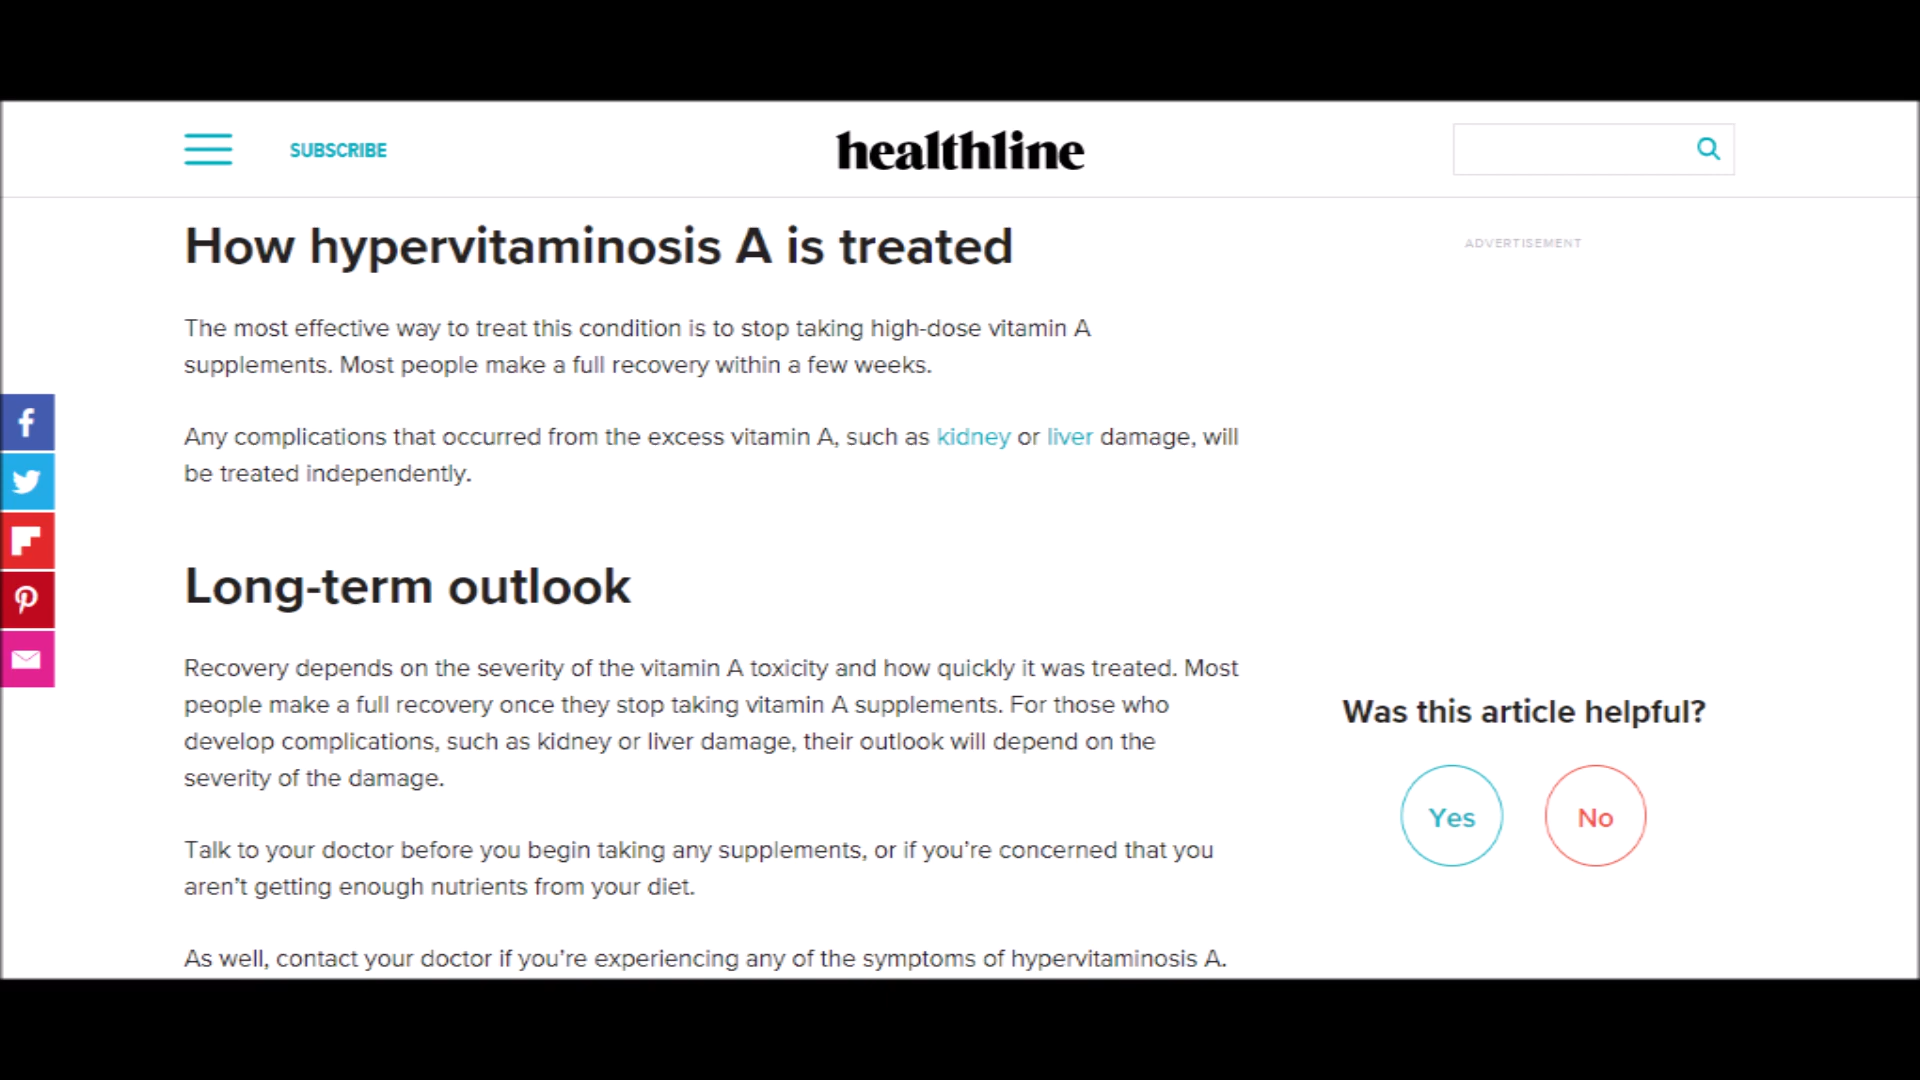 SUBSCRIBE
healthline
How hypervitaminosis A is treated
ADVERTISEMENT
The most effective way to treat this condition is to stop taking high-dose vitamin A
supplements. Most people make a full recovery within a few weeks.
Any complications that occurred from the excess vitamin A, such as kidney or liver damage, will
be treated independently.
Long-term outlook
Recovery depends on the severity of the vitamin A toxicity and how quickly it was treated. Most
people make a full recovery once they stop taking vitamin A supplements. For those who
develop complications, such as kidney or liver damage, their outlook will depend on the
severity of the damage.
Talk to your doctor before you begin taking any supplements, or if you’re concerned that you
aren’t getting enough nutrients from your diet.
As well, contact your doctor if you’re experiencing any of the symptoms of hypervitaminosis A.
Was this article helpful?
Yes
No